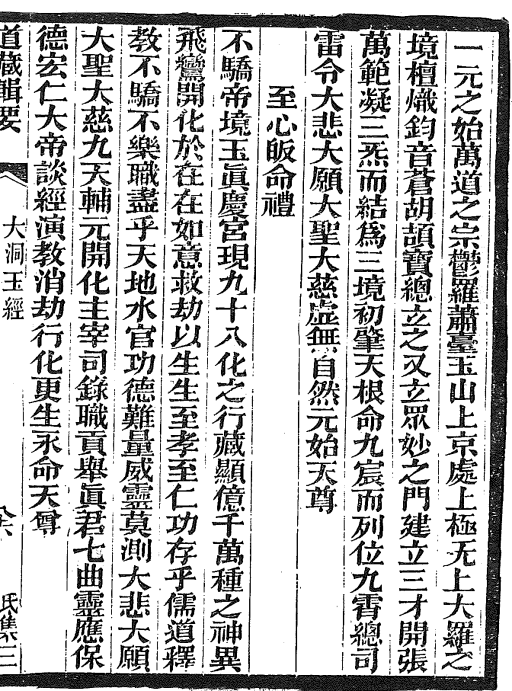 一元之始萬道之宗鬱羅蕭臺玉山上京處上極无上大羅之
境檀熾鈞音蒼胡頡寶總立之又立眾妙之門建立三才開張
萬範凝三炁而結爲三境初肇天根命九宸而列位九霄總司
雷令大悲大願大聖大慈虛無自然元始天尊
至心皈命禮
不驕帝境玉眞慶宮現九十八化之行藏顯億千萬種之神異
飛鸞開化於在在如意救劫以生生至孝至仁功存乎儒道釋
教不驕不樂職盡乎天地水官功德難量威靈莫測大悲大願
大聖大慈九天輔元開化主宰司錄職貢舉眞君七曲靈應保
德宏仁大帝談經演教消劫行化更生永命天尊
道藏輯要
大洞玉經
氐集三